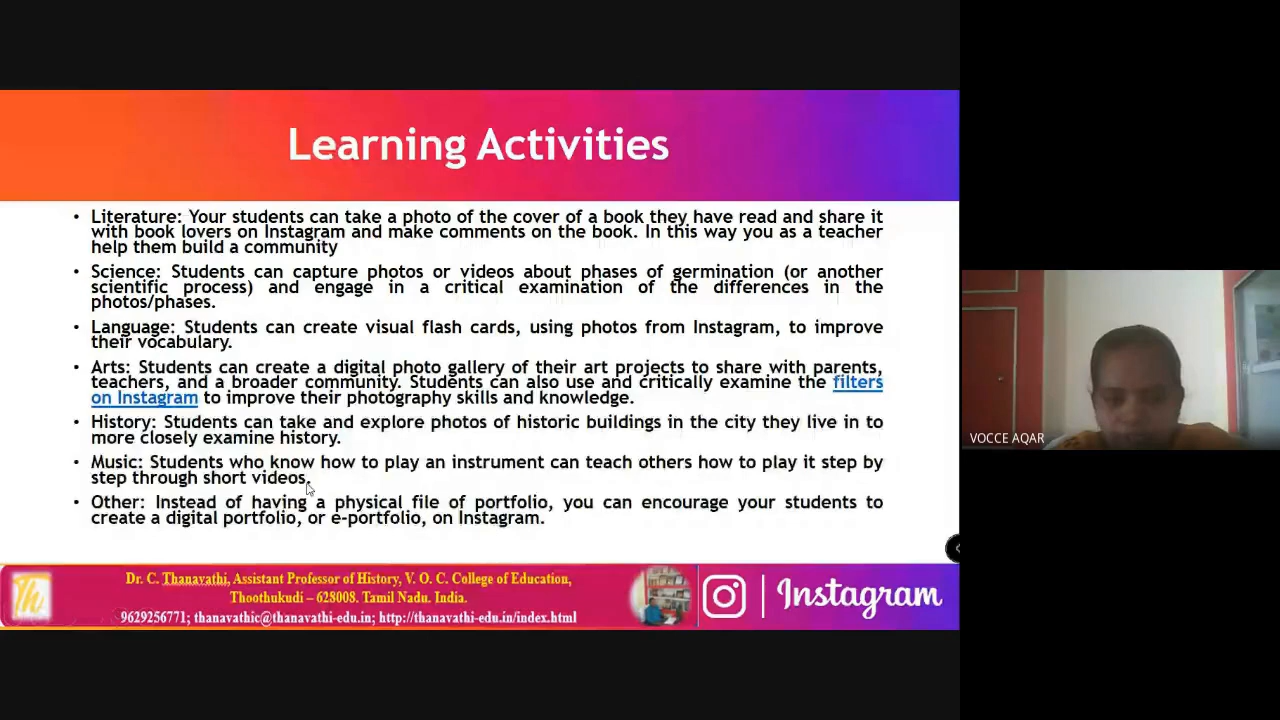 Learning Activities
• Literature: Your students can take a photo of the cover of a book they have read and share it
with book lovers on Instagram and make comments on the book. In this way you as a teacher
help them build a community
• Science: Students can capture photos or videos about phases of germination (or another
scientific process) and engage in a critical examination of the differences in the
photos/phases.
• Language: Students can create visual flash cards, using photos from Instagram, to improve
their vocabulary.
• Arts: Students can create a digital photo gallery of their art projects to share with parents,
teachers, and a broader community. Students can also use and critically examine the filters
on Instagram to improve their photography skills and knowledge.
• History: Students can take and explore photos of historic buildings in the city they live in to
more closely examine history.
• Music: Students who know how to play an instrument can teach others how to play it step by
step through short videos.
• Other: Instead of having a physical file of portfolio, you can encourage your students to
create a digital portfolio, or e-portfolio, on Instagram.
Th
Dr. C. Thanavathi, Assistant Professor of History, V. O. C. College of Education,
Thoothukudi – 628008. Tamil Nadu. India.
9629256771; thanavathic@thanavathi-edu.in; http://thanavathi-edu.in/index.html
Instagram
VOCCE AQAR